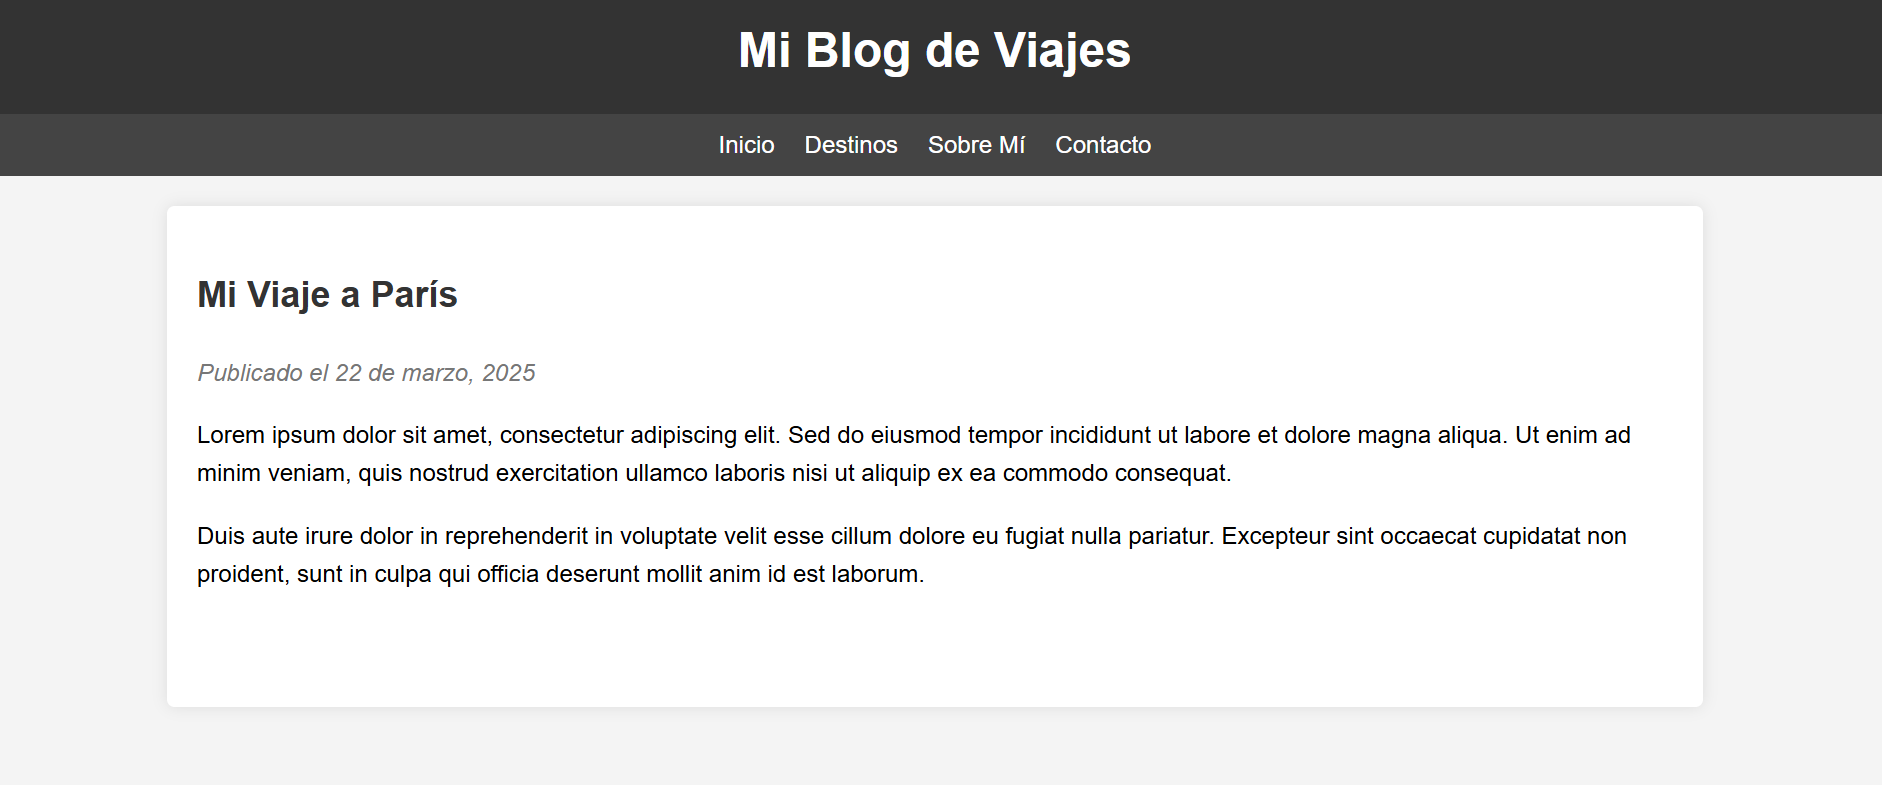 Mi Blog de Viajes
Inicio Destinos Sobre Mí Contacto
Mi Viaje a París
Publicado el 22 de marzo, 2025
Lorem ipsum dolor sit amet, consectetur adipiscing elit. Sed do eiusmod tempor incididunt ut labore et dolore magna aliqua. Ut enim ad
minim veniam, quis nostrud exercitation ullamco laboris nisi ut aliquip ex ea commodo consequat.
Duis aute irure dolor in reprehenderit in voluptate velit esse cillum dolore eu fugiat nulla pariatur. Excepteur sint occaecat cupidatat non
proident, sunt in culpa qui officia deserunt mollit anim id est laborum.